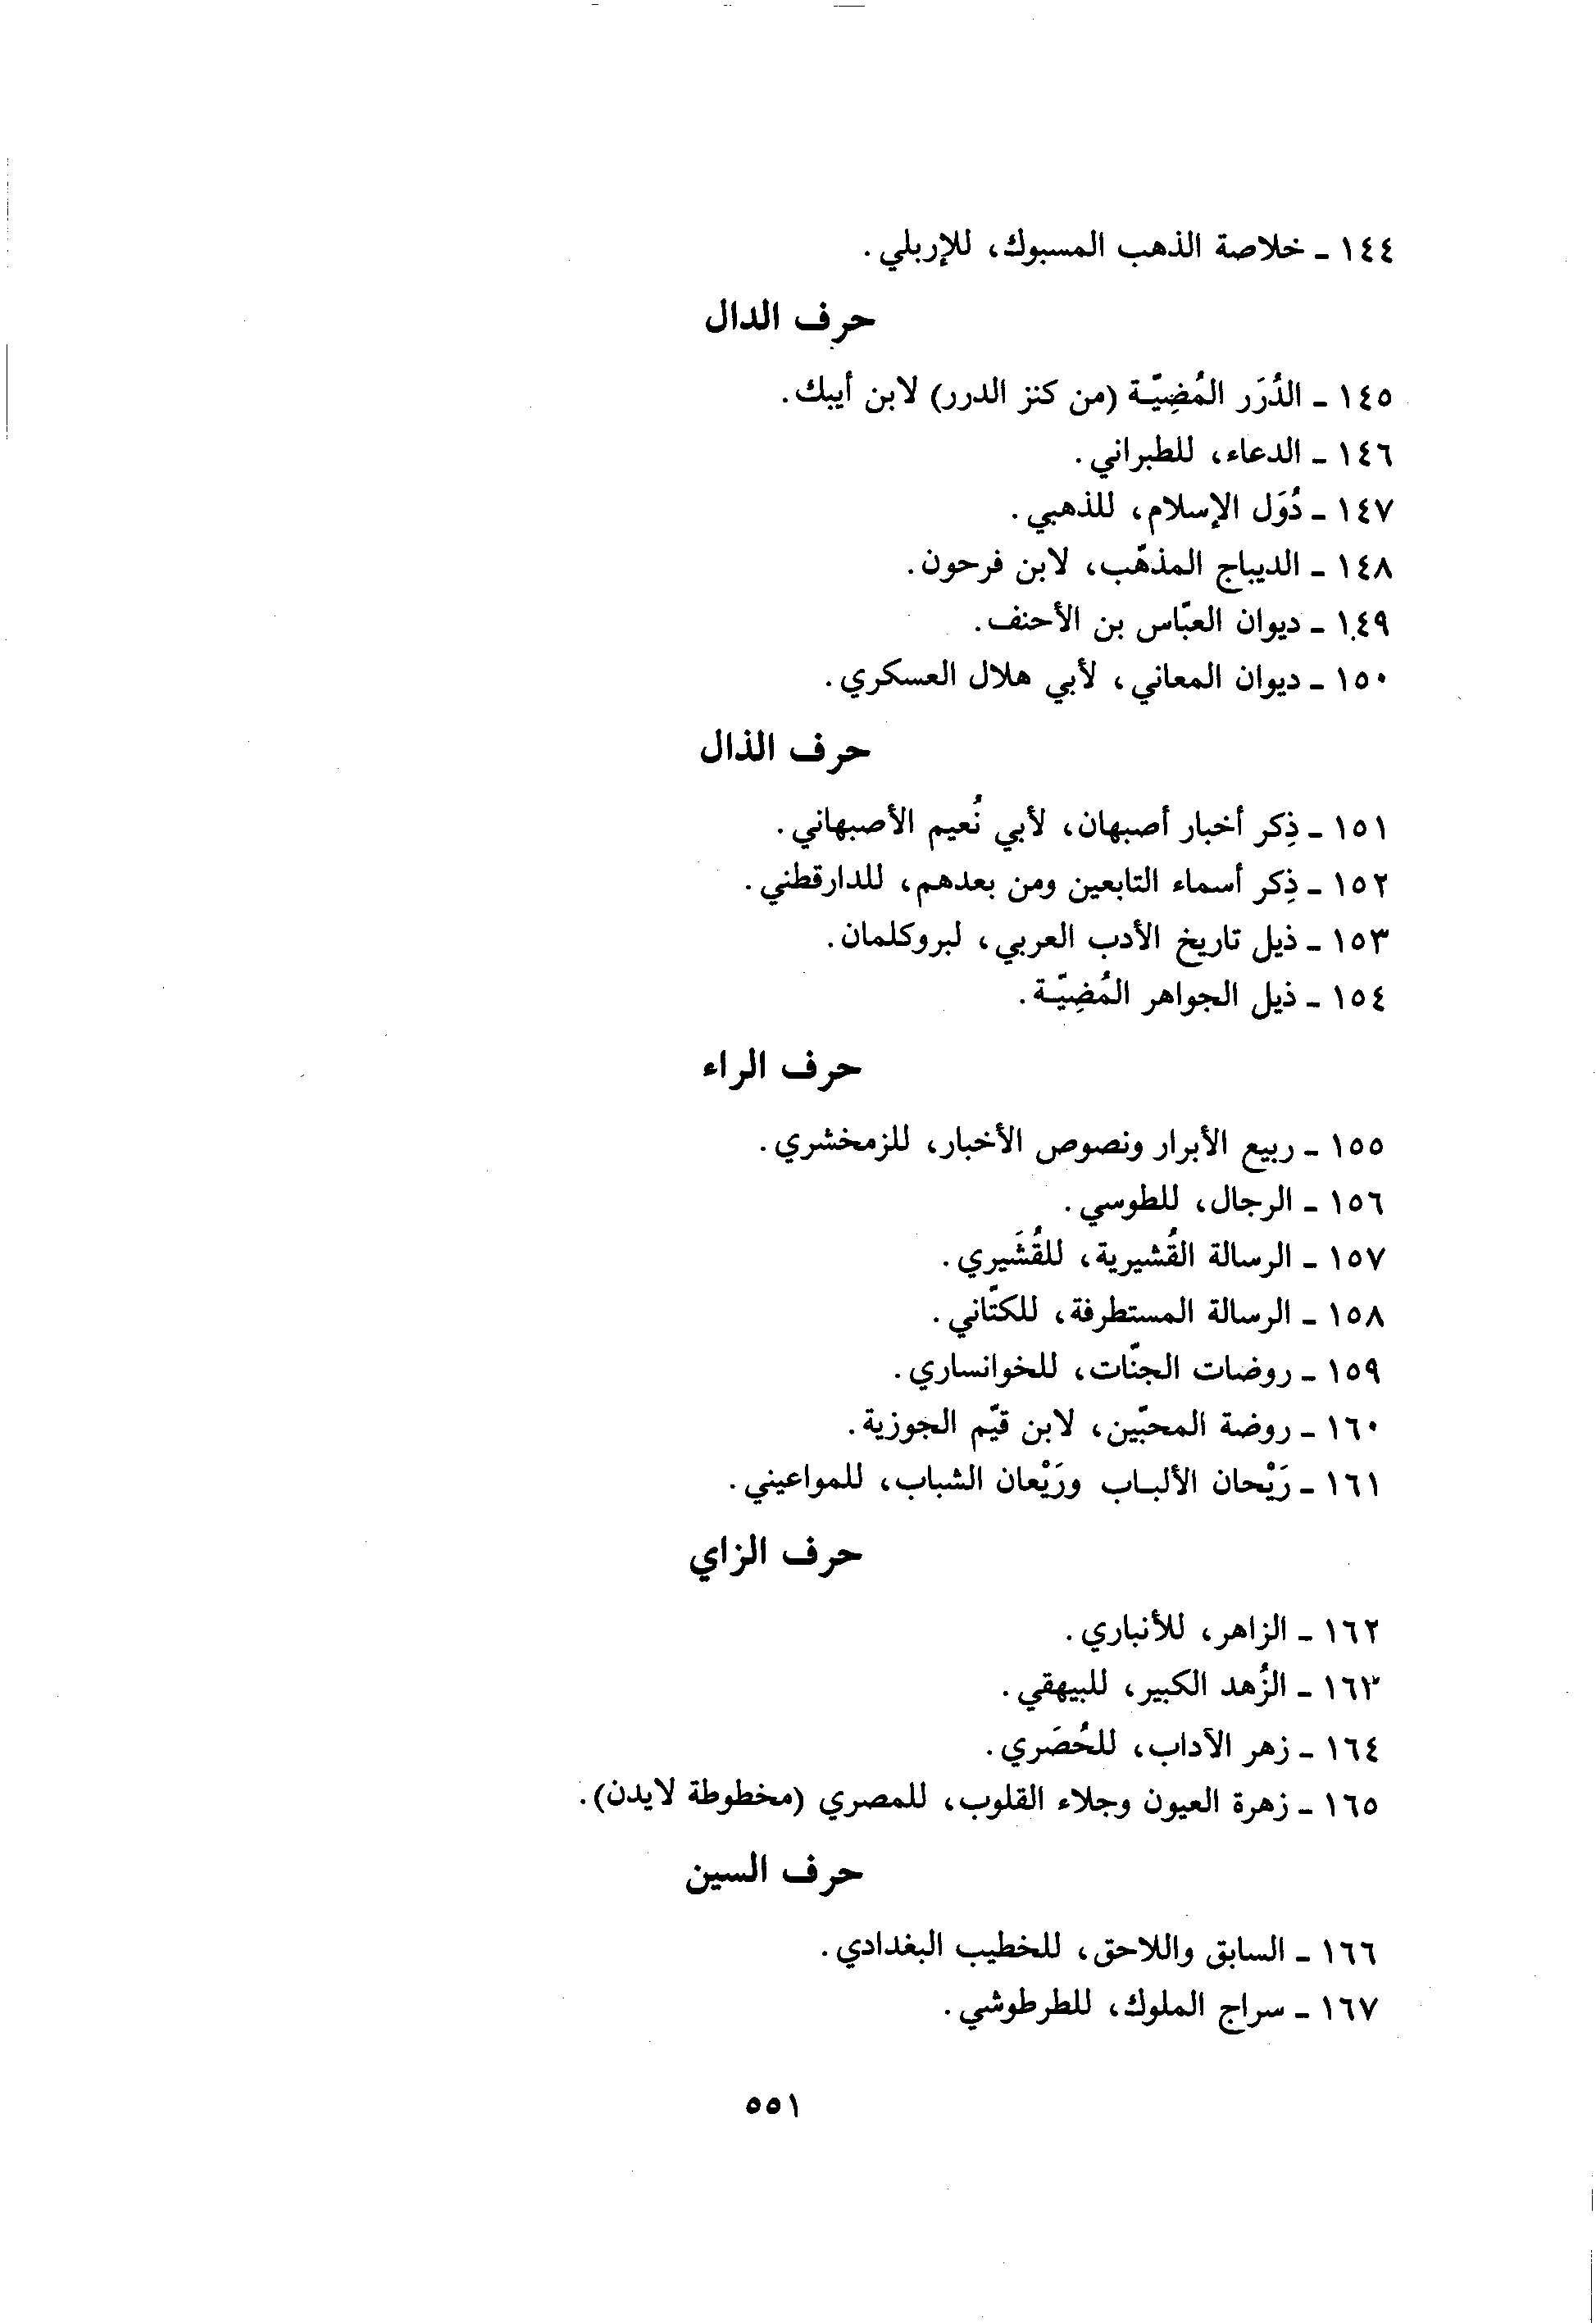 ١٤٤ - خلاصة الذهب المسبوك، للإربلي.
حرف الدال
١٤٥ - الدُرَر المُضِيّـة (من كنز الدرر) لابن أيبك.
١٤٦ - الدعاء، للطبراني.
١٤٧ - دُوَل الإسلام، للذهبي.
١٤٨ - الديباج المذهّب، لابن فرحون.
١٤٩ - ديوان العبّاس بن الأحنف.
١٥٠ - ديوان المعاني، لأبي هلال العسكري.
حرف الذال
١٥١ - ذِكر أخبار أصبهان، لأبي نُعيم الأصبهاني.
١٥٢ - ذِكر أسماء التابعين ومن بعدهم، للدارقطني.
١٥٣ - ذيل تاريخ الأدب العربي، لبروكلمان.
١٥٤ - ذيل الجواهر المُضِيّـة.
حرف الراء
١٥٥ - ربيع الأبرار ونصوص الأخبار، للزمخشري.
١٥٦ - الرجال، للطوسي.
١٥٧ - الرسالة القُشيرية، للقُشَيري.
١٥٨ - الرسالة المستطرفة، للكتّاني.
١٥٩ - روضات الجنّات، للخوانساري.
١٦٠ - روضة المحبّين، لابن قيّم الجوزية.
١٦١ - رَيْحان الألبـاب ورَيْعان الشباب، للمواعيني.
حرف الزاي
١٦٢ - الزاهر، للأنباري.
١٦٣ - الزُهد الكبير، للبيهقي.
١٦٤ - زهر الآداب، للحُصَري.
١٦٥ - زهرة العيون وجلاء القلوب، للمصري (مخطوطة لايدن).
حرف السين
١٦٦ - السابق واللاحق، للخطيب البغدادي.
١٦٧ - سراج الملوك، للطرطوشي.
٥٥١